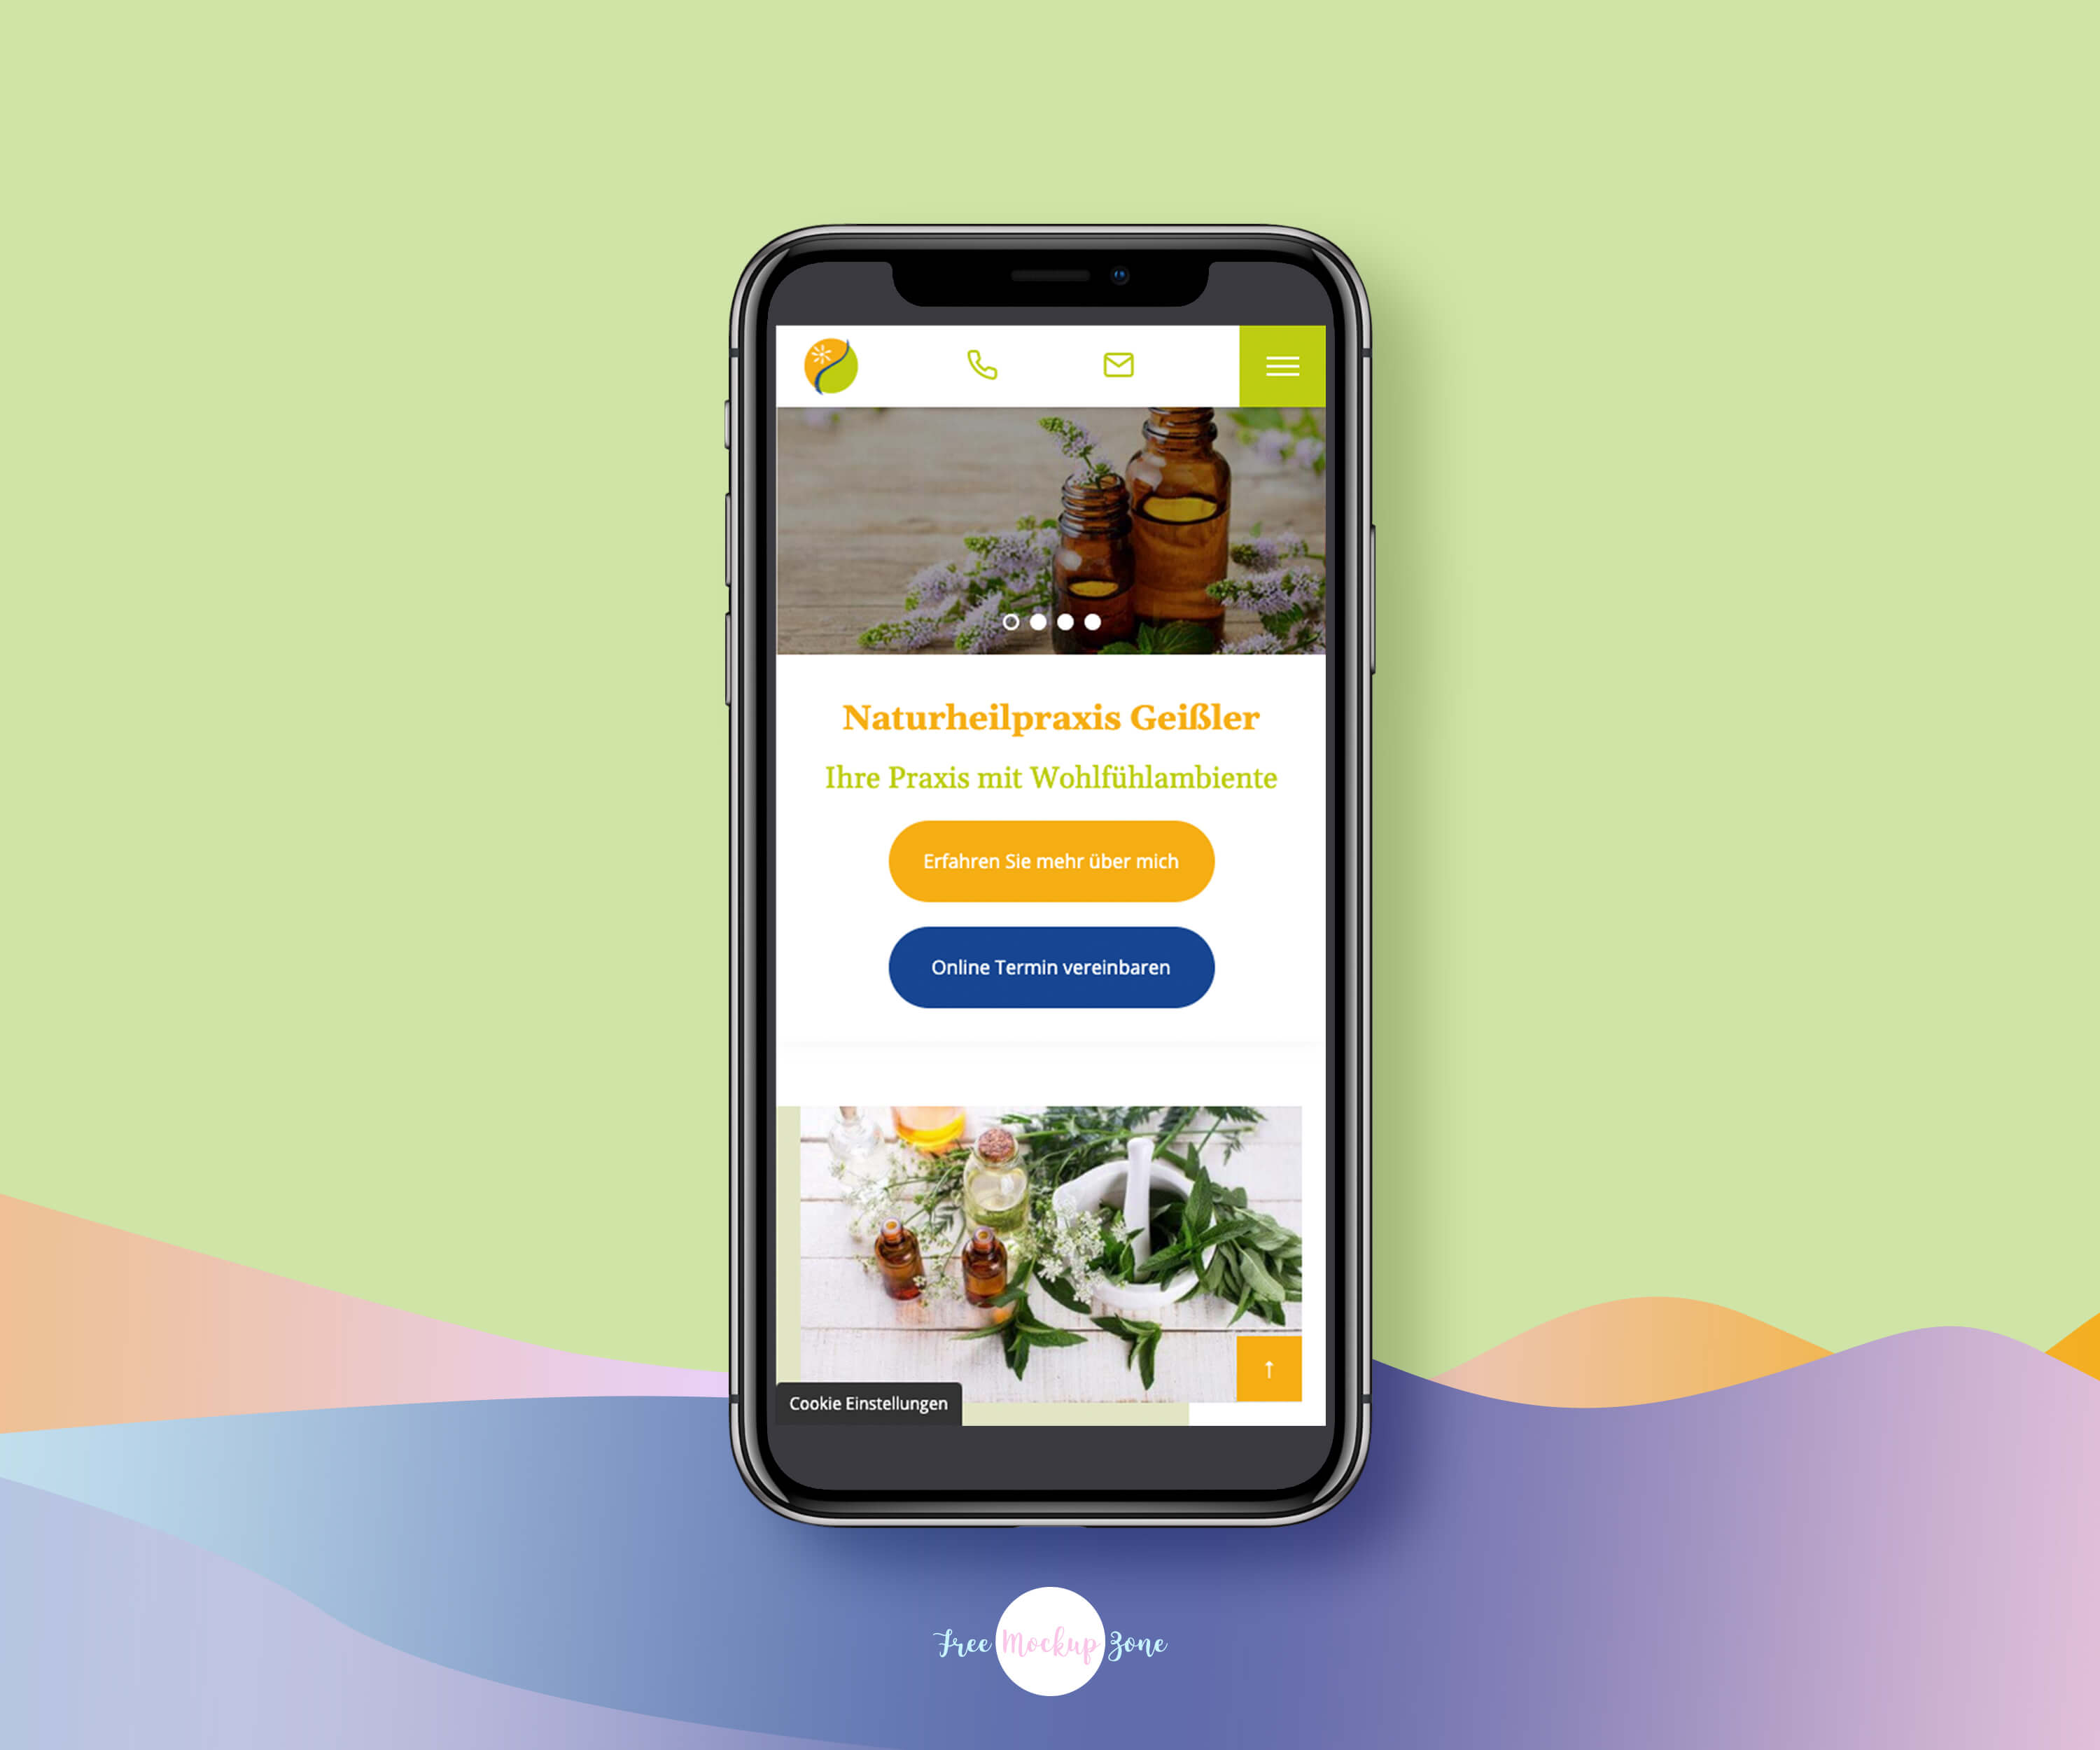 Naturheilpraxis Geißler
Ihre Praxis mit Wohlfühlambiente
Erfahren Sie mehr über mich
Online Termin vereinbaren
Cookie Einstellungen
Free Mockup Zone